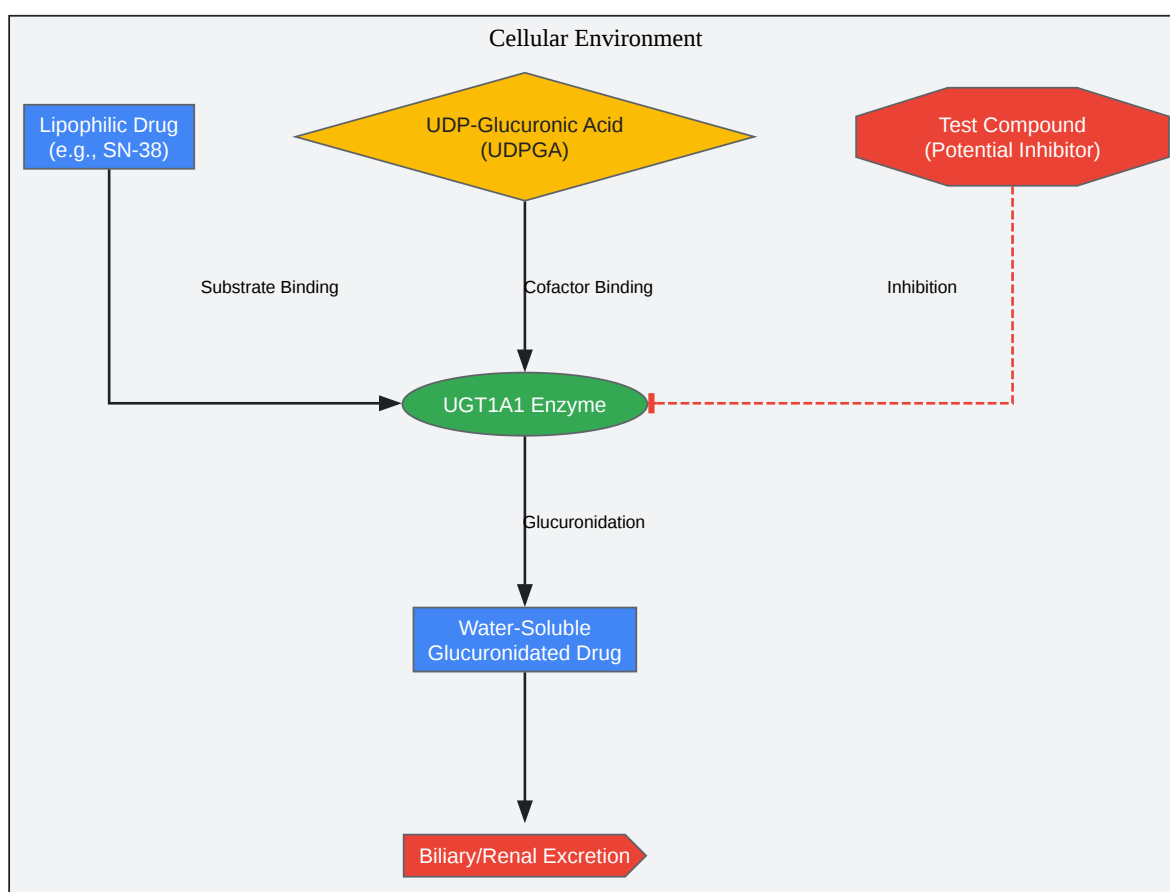 Cellular Environment
Lipophilic Drug
(e.g., SN-38)
UDP-Glucuronic Acid
(UDPGA)
Test Compound
(Potential Inhibitor)
Substrate Binding
Cofactor Binding
Inhibition
UGT1A1 Enzyme
Glucuronidation
Water-Soluble
Glucuronidated Drug
Biliary/Renal Excretion